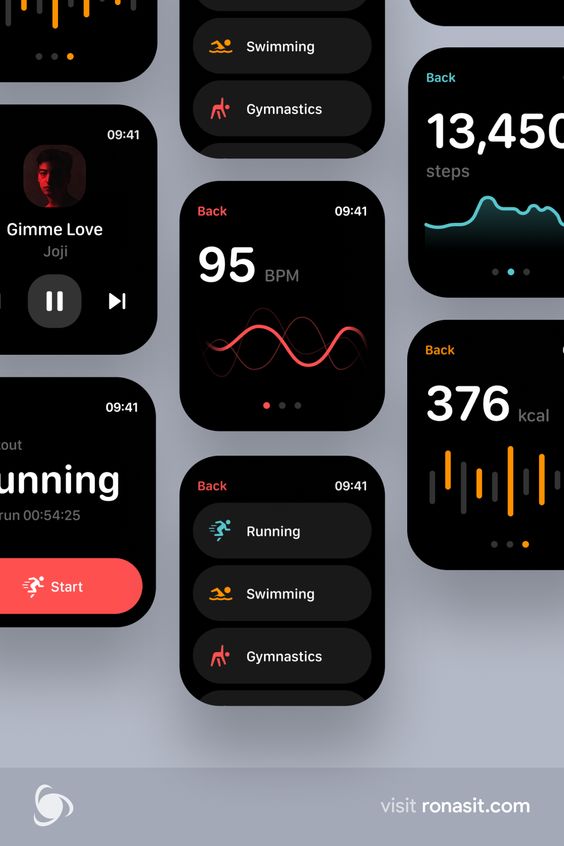 Swimming
Gymnastics
09:41
Gimme Love
Joji
Back
13,450
steps
Back 09:41
95 BPM
Back
376 kcal
09:41
out
unning
run 00:54:25
Start
Back 09:41
Running
Swimming
Gymnastics
visit ronasit.com